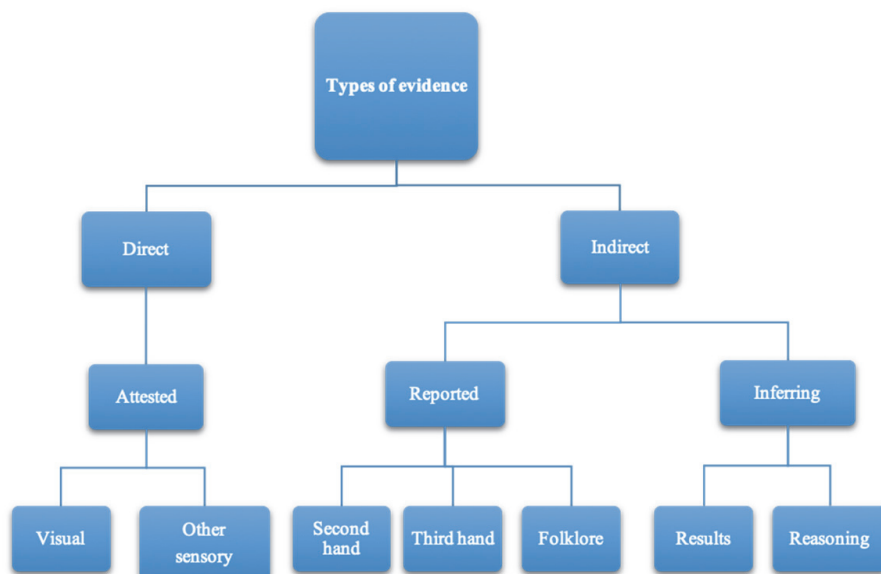 Types of evidence
Direct
Indirect
Attested
Reported
Inferring
Visual
Other
sensory
Second
hand
Third hand
Folklore
Results
Reasoning